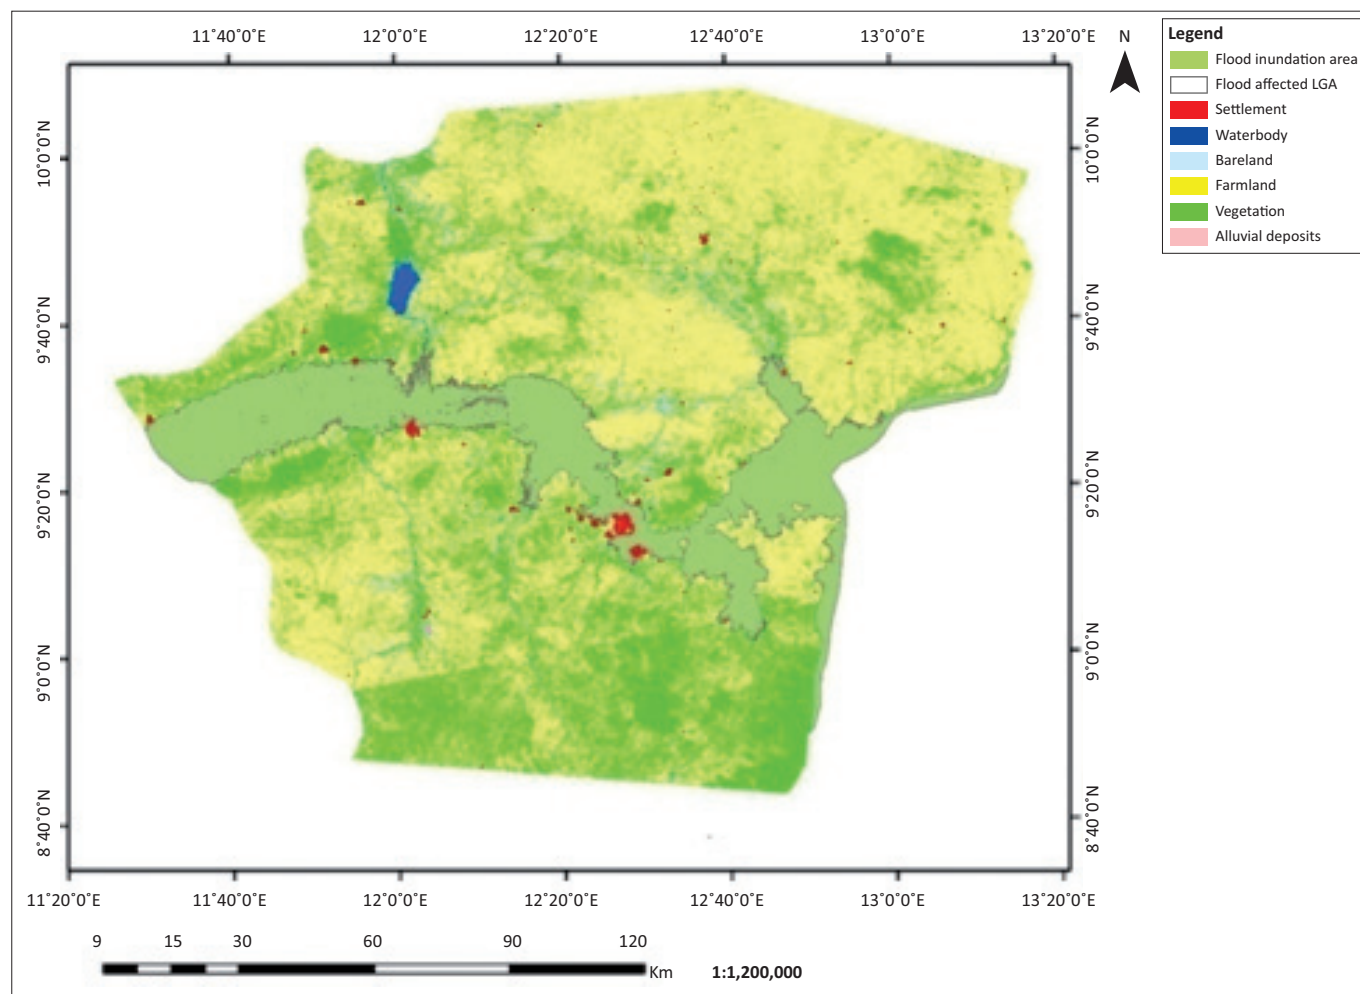 11°40'0"E 12°0'0"E 12°20'0"E 12°40'0"E 13°0'0"E 13°20'0"E
N
Legend
Flood inundation area
Flood affected LGA
Settlement
Waterbody
Bareland
Farmland
Vegetation
Alluvial deposits
10°0'0"N
9°40'0"N
9°20'0"N
9°0'0"N
8°40'0"N
10°0'0"N
9°40'0"N
9°20'0"N
9°0'0"N
8°40'0"N
11°20'0"E 11°40'0"E 12°0'0"E 12°20'0"E 12°40'0"E 13°0'0"E 13°20'0"E
9 15 30 60 90 120
Km 1:1,200,000